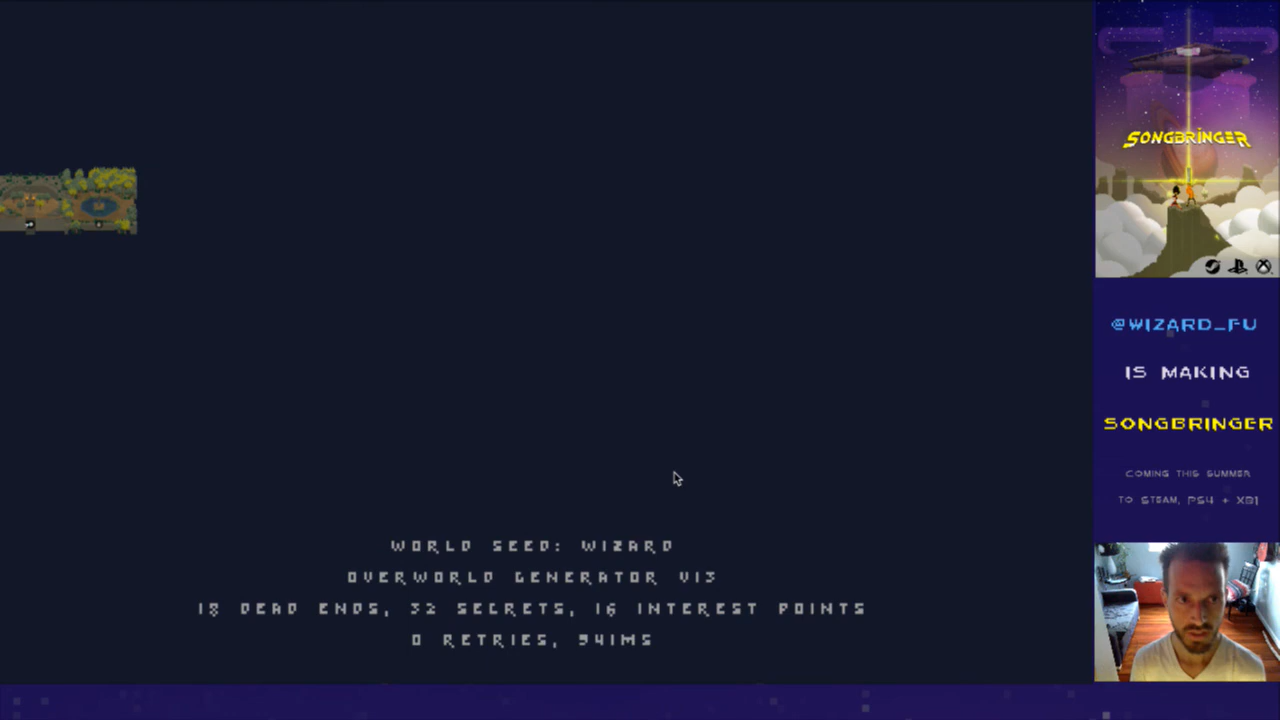 SONGBRINGER
@WIZARD_FU
IS MAKING
SONGBRINGER
COMING THIS SUMMER
TO STEAM, PS4 + XB1
WORLD SEED: WIZARD
OVERWORLD GENERATOR V13
18 DEAD ENDS, 32 SECRETS, 16 INTEREST POINTS
0 RETRIES, 941MS